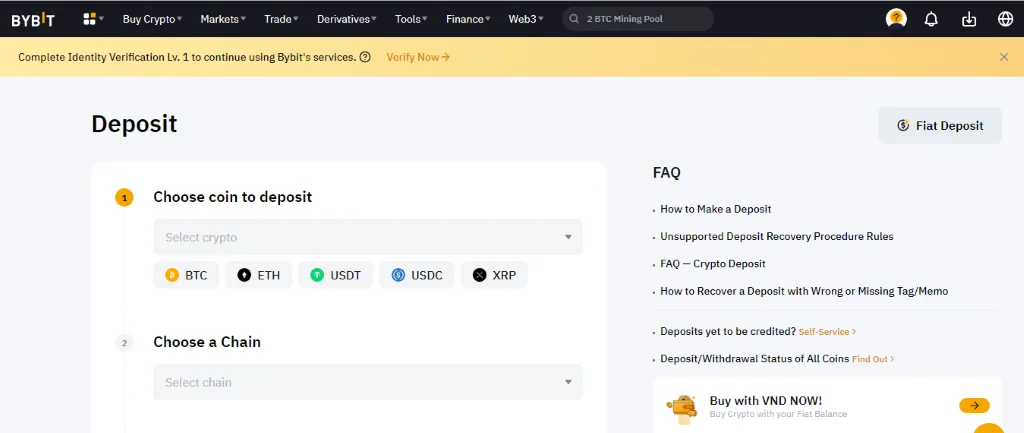 BYBIT Buy Crypto Markets Trade Derivatives Tools Finance Web3 2 BTC Mining Pool
Complete Identity Verification Lv. 1 to continue using Bybit's services. Verify Now
Deposit
Fiat Deposit
1 Choose coin to deposit
Select crypto
BTC ETH USDT USDC XRP
2 Choose a Chain
Select chain
FAQ
How to Make a Deposit
Unsupported Deposit Recovery Procedure Rules
FAQ — Crypto Deposit
How to Recover a Deposit with Wrong or Missing Tag/Memo
Deposits yet to be credited? Self-Service
Deposit/Withdrawal Status of All Coins Find Out
Buy with VND NOW!
Buy Crypto with your Fiat Balance